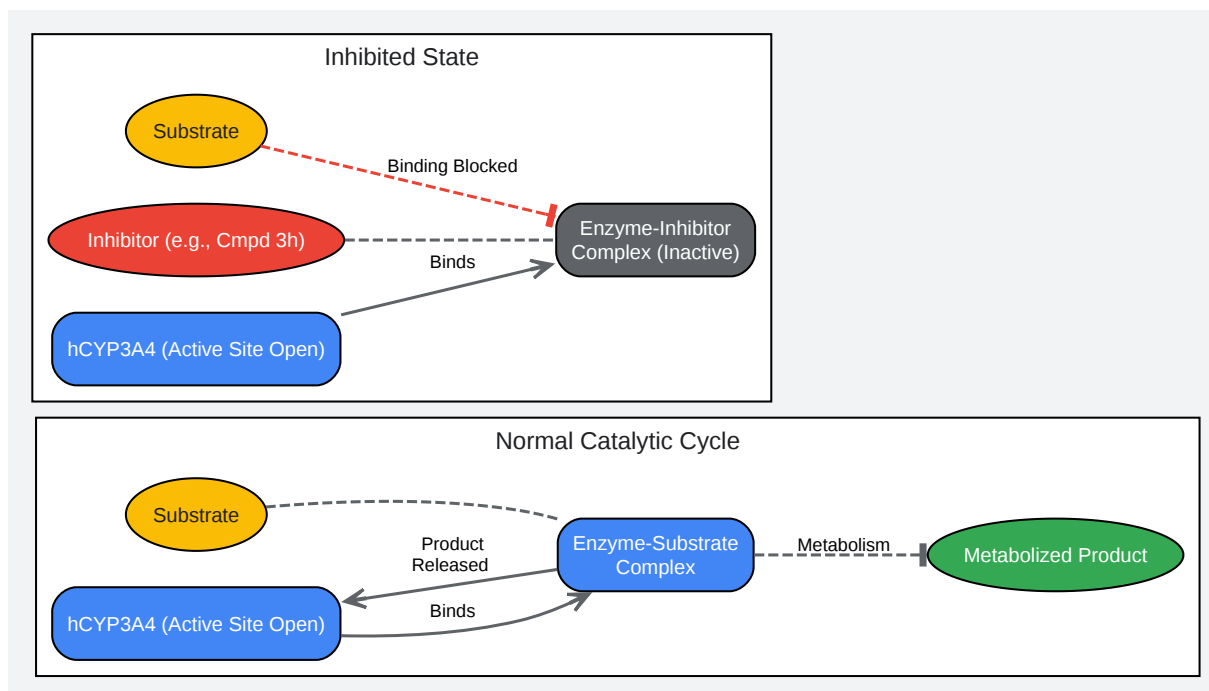 Inhibited State
Substrate
Binding Blocked
Inhibitor (e.g., Cmpd 3h)
Enzyme-Inhibitor
Complex (Inactive)
Binds
hCYP3A4 (Active Site Open)
Normal Catalytic Cycle
Substrate
Product
Released
Enzyme-Substrate
Complex
Metabolism
Metabolized Product
Binds
hCYP3A4 (Active Site Open)